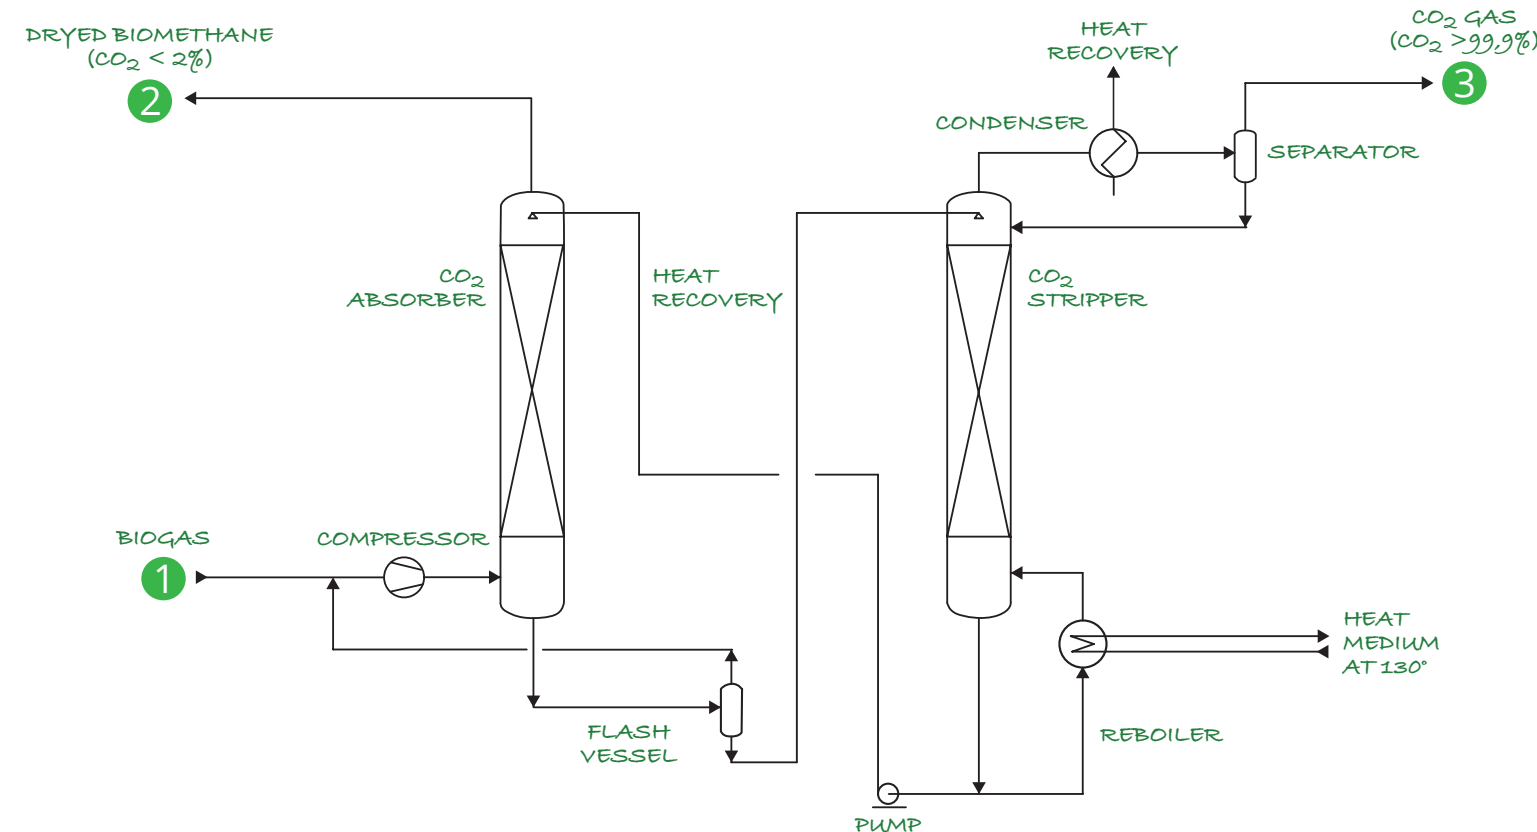 DRYED BIOMETHANE
(CO₂ < 2%)
2
HEAT
RECOVERY
CO₂ GAS
(CO₂ >99,9%)
3
CONDENSER
SEPARATOR
CO₂
ABSORBER
HEAT
RECOVERY
CO₂
STRIPPER
BIOGAS
1
COMPRESSOR
HEAT
MEDIUM
AT 130°
FLASH
VESSEL
REBOILER
PUMP